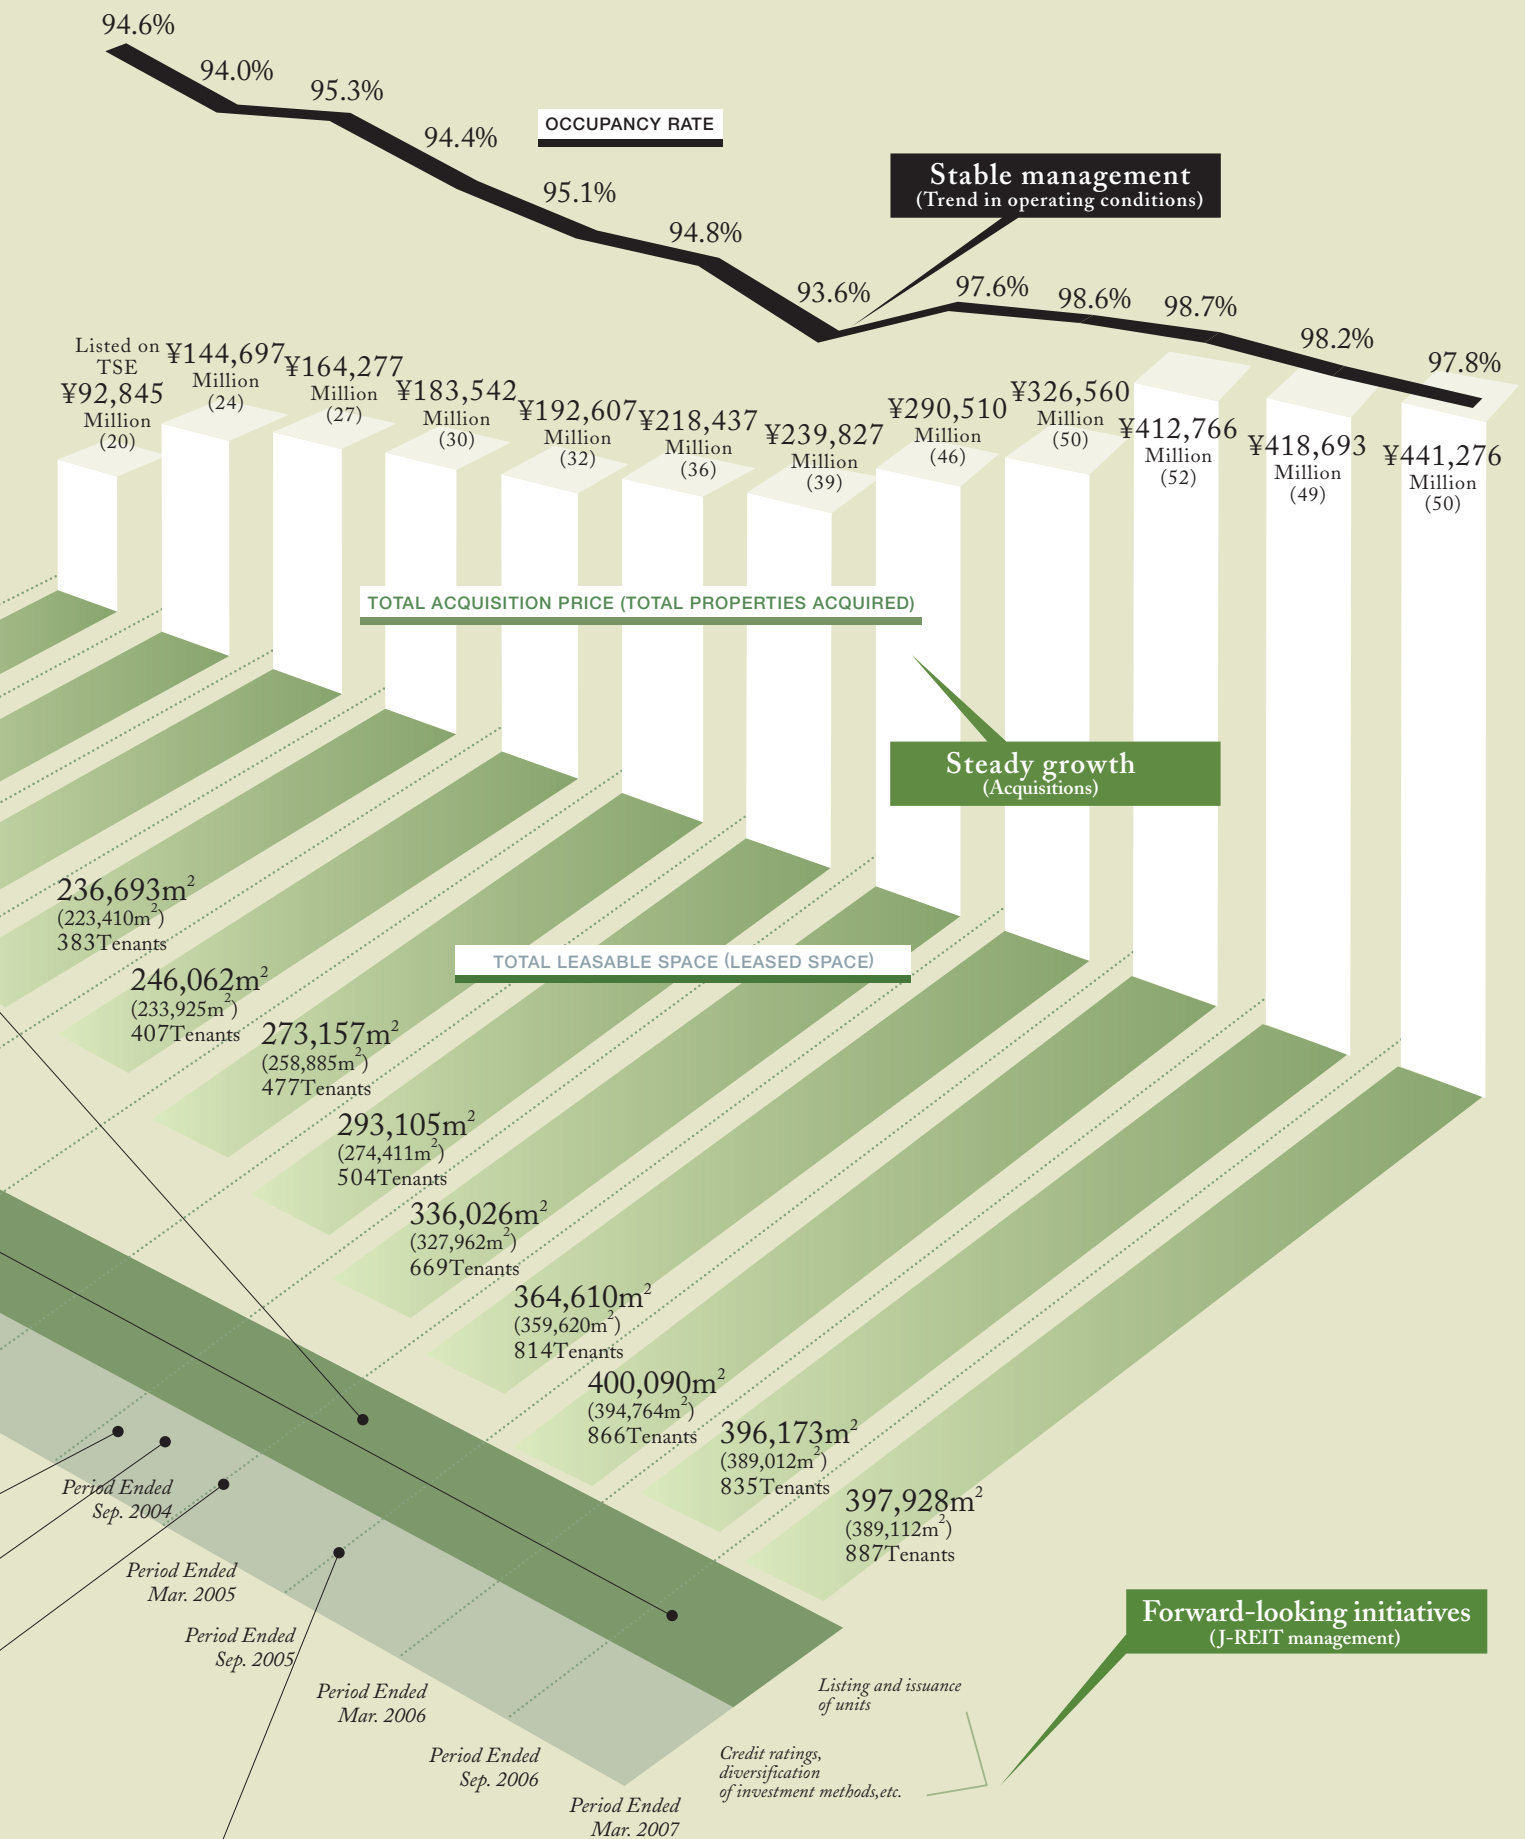 94.6%
94.0%
95.3%
94.4%
95.1%
94.8%
93.6%
97.6%
98.6%
98.7%
98.2%
97.8%
OCCUPANCY RATE
Stable management
(Trend in operating conditions)
Listed on
TSE
¥92,845
Million
(20)
¥144,697
Million
(24)
¥164,277
Million
(27)
¥183,542
Million
(30)
¥192,607
Million
(32)
¥218,437
Million
(36)
¥239,827
Million
(39)
¥290,510
Million
(46)
¥326,560
Million
(50)
¥412,766
Million
(52)
¥418,693
Million
(49)
¥441,276
Million
(50)
TOTAL ACQUISITION PRICE (TOTAL PROPERTIES ACQUIRED)
Steady growth
(Acquisitions)
TOTAL LEASABLE SPACE (LEASED SPACE)
236,693m²
(223,410m²)
383Tenants
246,062m²
(233,925m²)
407Tenants
273,157m²
(258,885m²)
477Tenants
293,105m²
(274,411m²)
504Tenants
336,026m²
(327,962m²)
669Tenants
364,610m²
(359,620m²)
814Tenants
400,090m²
(394,764m²)
866Tenants
396,173m²
(389,012m²)
835Tenants
397,928m²
(389,112m²)
887Tenants
Period Ended
Sep. 2004
Period Ended
Mar. 2005
Period Ended
Sep. 2005
Period Ended
Mar. 2006
Period Ended
Sep. 2006
Period Ended
Mar. 2007
Forward-looking initiatives
(J-REIT management)
Listing and issuance
of units
Credit ratings,
diversification
of investment methods,etc.